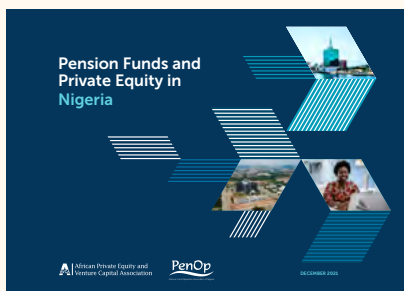 Pension Funds and
Private Equity in
Nigeria
African Private Equity and
Venture Capital Association
PenOp
DECEMBER 2021